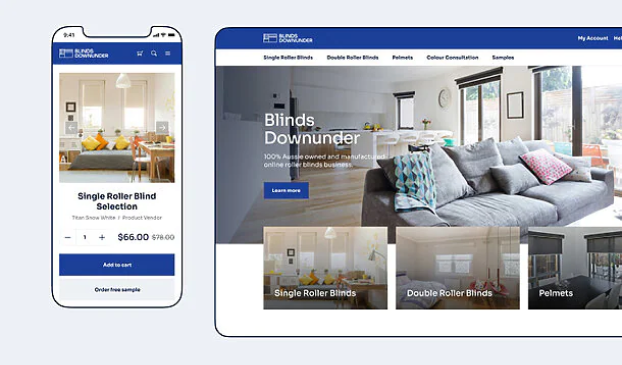 9:41
BLINDS
DOWNUNDER
Single Roller Blind
Selection
Titan Snow White / Product Vendor
— 1 + $66.00 $78.00
Add to cart
Order free sample
BLINDS
DOWNUNDER
My Account Hel
Single Roller Blinds Double Roller Blinds Pelmets Colour Consultation Samples
Blinds
Downunder
100% Aussie owned and manufactured
online roller blinds business.
Learn more
Single Roller Blinds Double Roller Blinds Pelmets